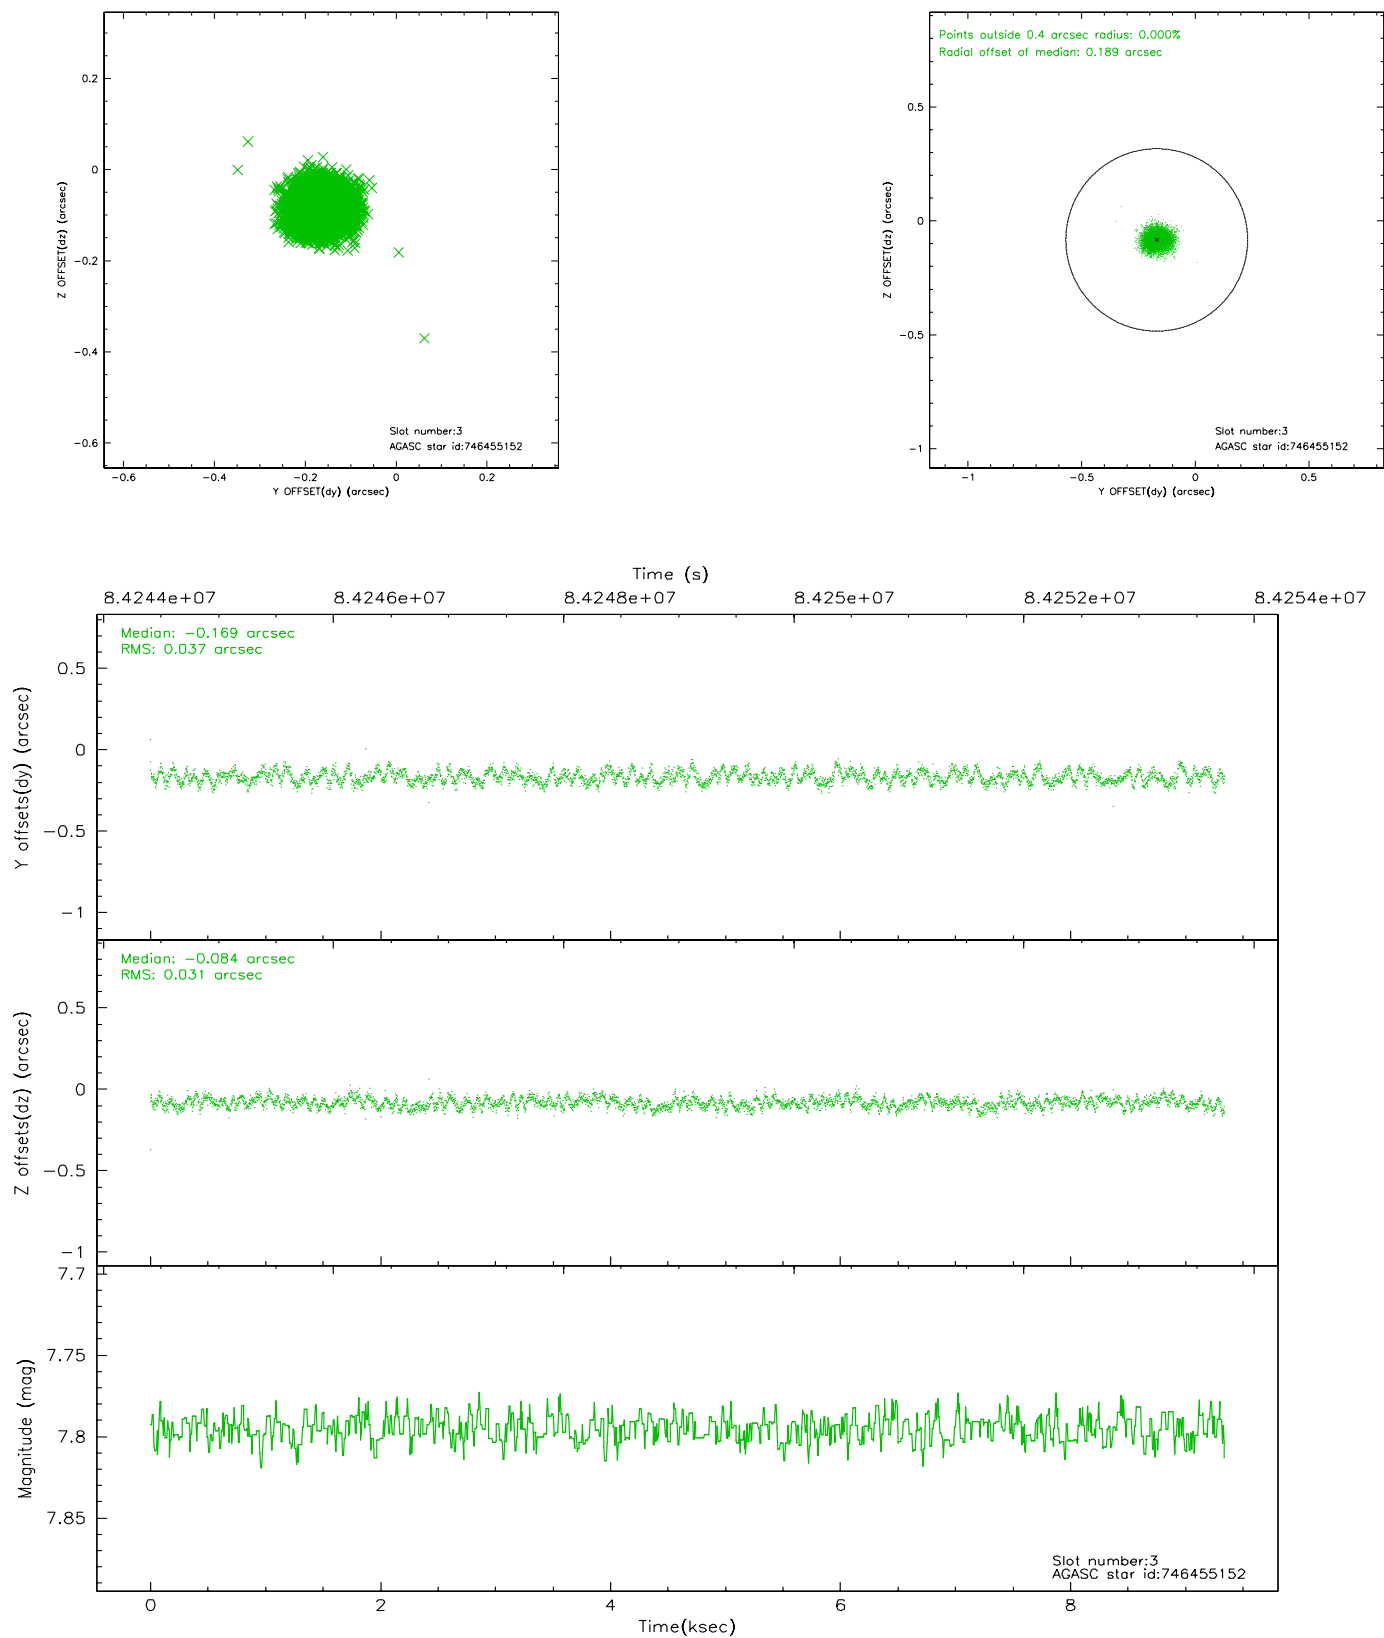 0.2
0
−0.2
−0.4
−0.6
Z OFFSET(dz) (arcsec)
Slot number:3
AGASC star id:746455152
−0.6 −0.4 −0.2 0 0.2
Y OFFSET(dy) (arcsec)
Points outside 0.4 arcsec radius: 0.000%
Radial offset of median: 0.189 arcsec
0.5
0
−0.5
−1
Z OFFSET(dz) (arcsec)
Slot number:3
AGASC star id:746455152
−1 −0.5 0 0.5
Y OFFSET(dy) (arcsec)
Time (s)
8.4244e+07 8.4246e+07 8.4248e+07 8.425e+07 8.4252e+07 8.4254e+07
Median: −0.169 arcsec
RMS: 0.037 arcsec
0.5
0
−0.5
−1
Y offsets(dy) (arcsec)
Median: −0.084 arcsec
RMS: 0.031 arcsec
0.5
0
−0.5
−1
Z offsets(dz) (arcsec)
7.7
7.75
7.8
7.85
Magnitude (mag)
Slot number:3
AGASC star id:746455152
0 2 4 6 8
Time(ksec)